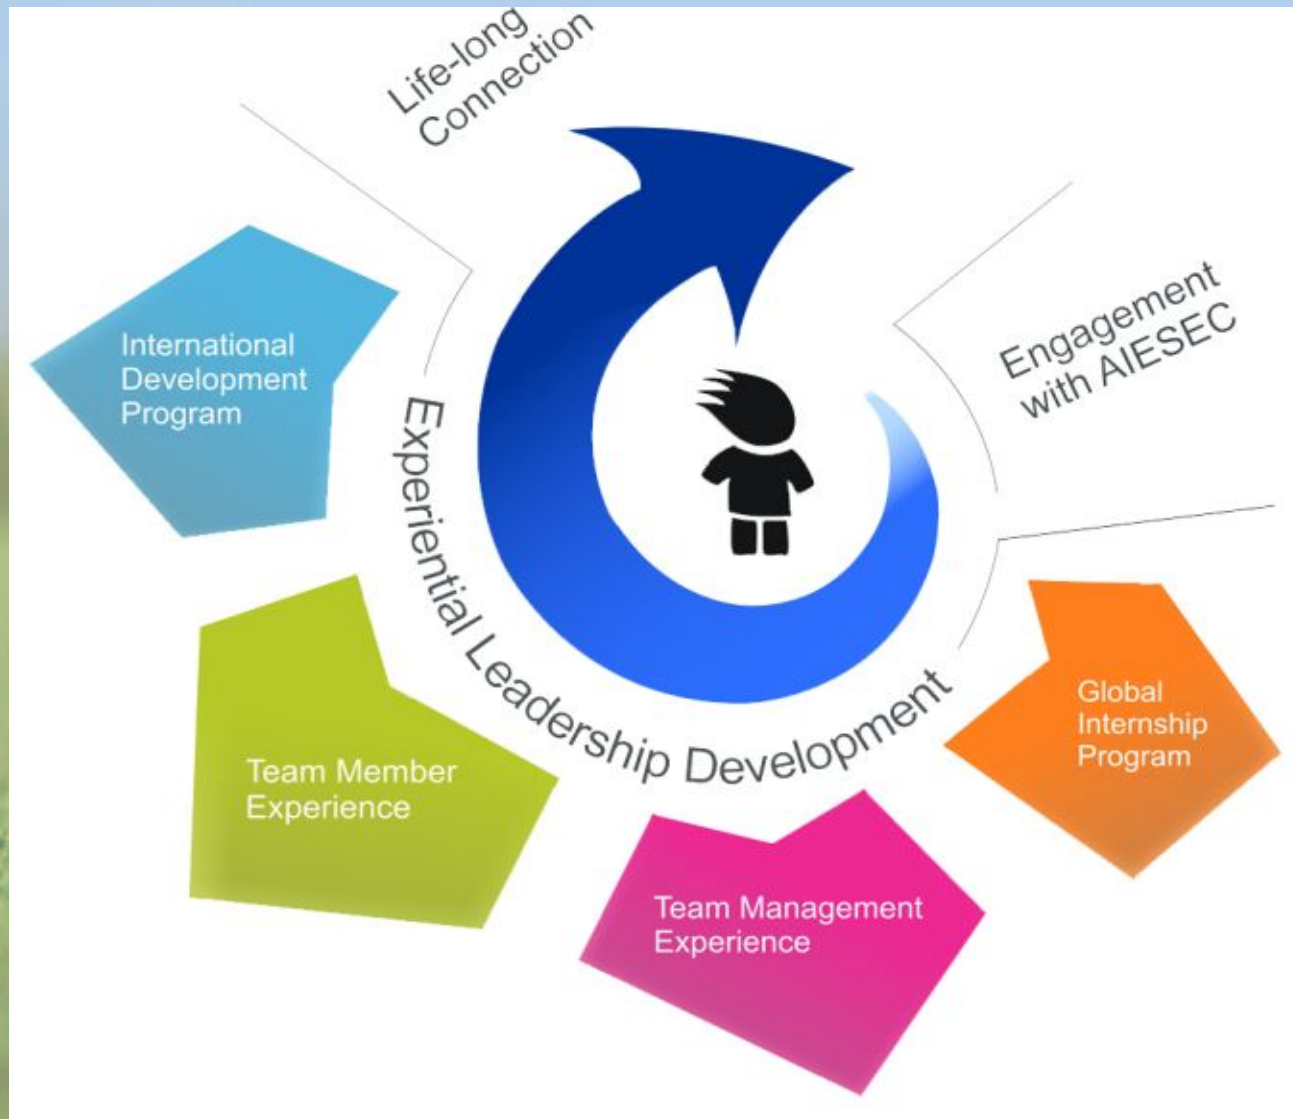 Life-long
Connection
Engagement
with AIESEC
International
Development
Program
Experiential Leadership Development
Global
Internship
Program
Team Member
Experience
Team Management
Experience